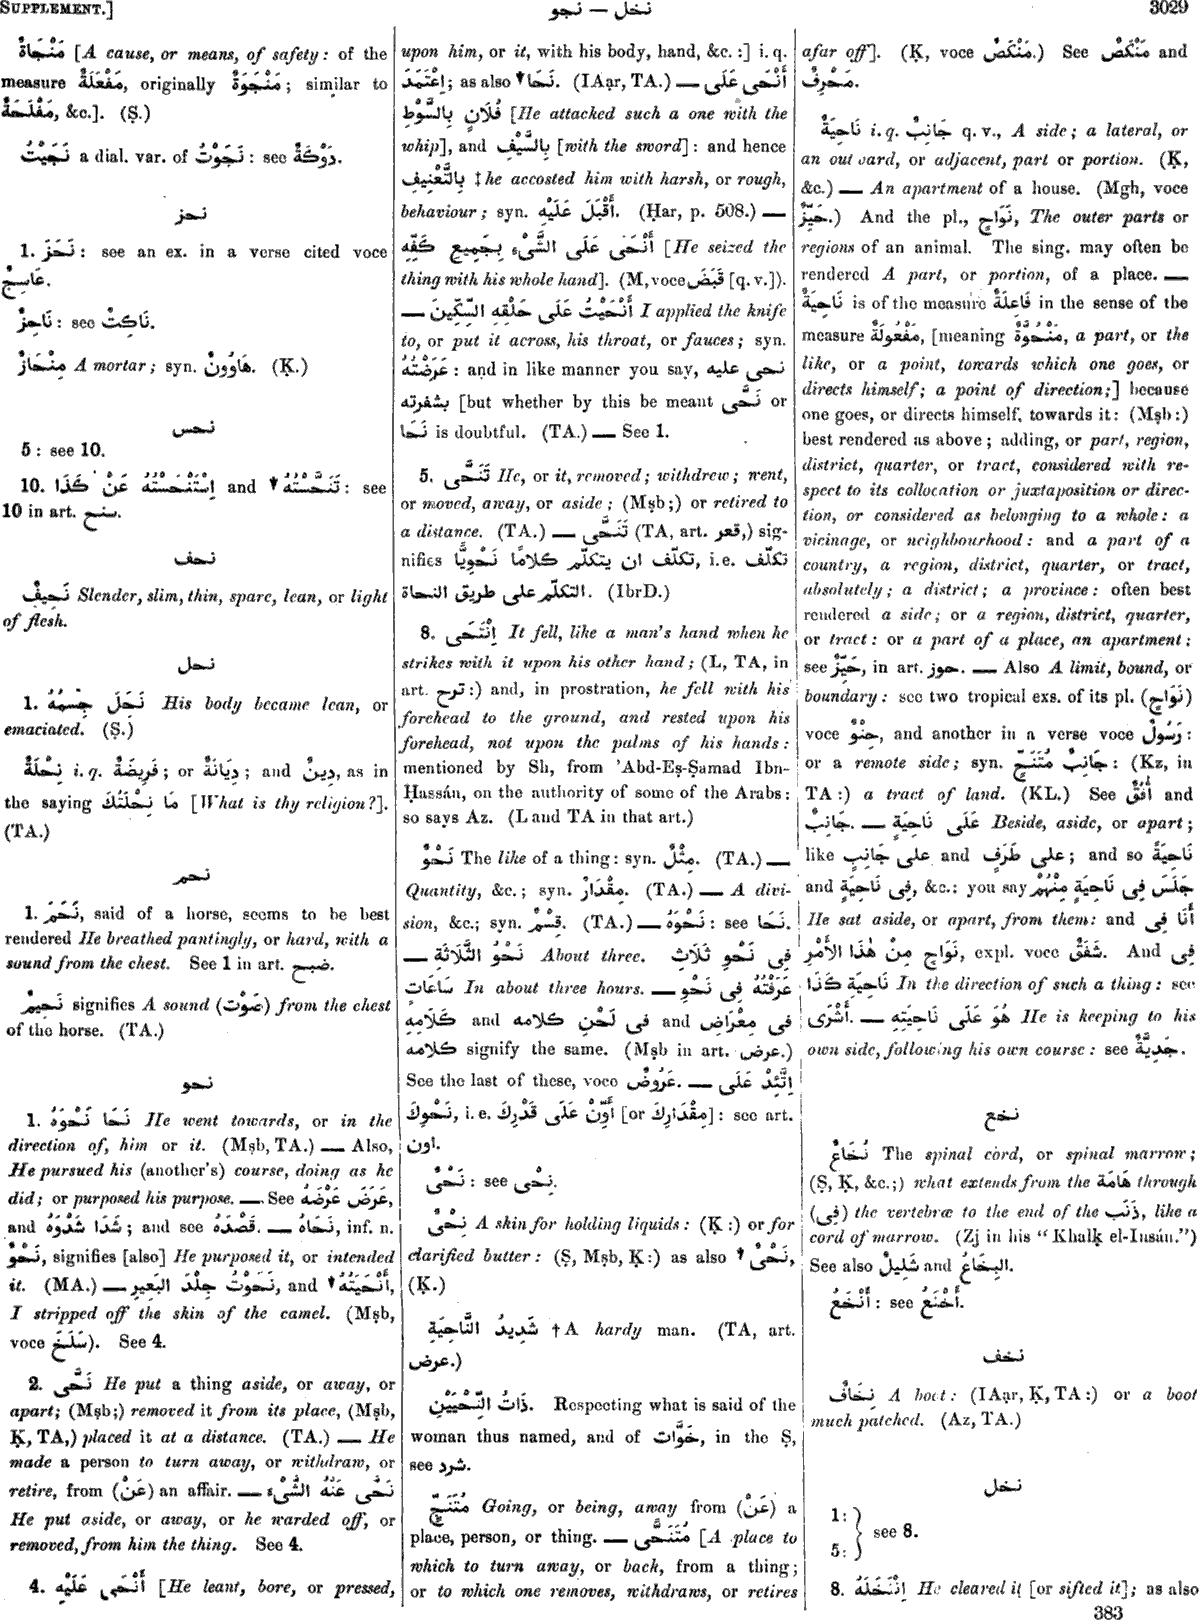 SUPPLEMENT.]
نخل — نجو
3029
مَنْجَاةٌ [A cause, or means, of safety: of the
measure مَفْعَلَةٌ, originally مَنْجَوَةٌ; similar to
مَفْلَحَةٌ, &c.]. (Ṣ.)
نَجَيْتُ a dial. var. of نَجَوْتُ: see دَوْكَةٌ.
نحز
1. نَحَزَ: see an ex. in a verse cited voce
عَاسِجٌ.
نَاحِزٌ: see نَاكِتٌ.
مِنْحَازٌ A mortar; syn. هَاوُونٌ. (Ḳ.)
نحس
5: see 10.
10. اِسْتَنْحَسْتُهُ عَنْ كَذَا and ▾ تَنَحَّسْتُهُ: see
10 in art. سنح.
نحف
نَحِيفٌ Slender, slim, thin, spare, lean, or light
of flesh.
نحل
1. نَحَلَ جِسْمُهُ His body became lean, or
emaciated. (Ṣ.)
نِحْلَةٌ i. q. فَرِيضَةٌ; or دِيَانَةٌ; and دِينٌ, as in
the saying مَا نِحْلَتُكَ [What is thy religion?].
(TA.)
نحم
1. نَحَمَ, said of a horse, seems to be best
rendered He breathed pantingly, or hard, with a
sound from the chest. See 1 in art. ضبح.
نَحِيمٌ signifies A sound (صَوْت) from the chest
of the horse. (TA.)
نحو
1. نَحَا نَحْوَهُ He went towards, or in the
direction of, him or it. (Mṣb, TA.) — Also,
He pursued his (another's) course, doing as he
did; or purposed his purpose. — See عَرَضَ عَرْضَهُ,
and شَدَا شَدْوَهُ; and see قَصْدَهُ. — نَحَاهُ, inf. n.
نَحْوٌ, signifies [also] He purposed it, or intended
it. (MA.) — نَحَوْتُ جِلْدَ البَعِيرِ, and ▾ أَنْحَيْتُهُ,
I stripped off the skin of the camel. (Mṣb,
voce سَلَخَ). See 4.
2. نَحَّى He put a thing aside, or away, or
apart; (Mṣb;) removed it from its place, (Mṣb,
Ḳ, TA,) placed it at a distance. (TA.) — He
made a person to turn away, or withdraw, or
retire, from (عَنْ) an affair. — نَحَّى عَنْهُ الشَّىْءَ
He put aside, or away, or he warded off, or
removed, from him the thing. See 4.
4. أَنْحَى عَلَيْهِ [He leant, bore, or pressed,
upon him, or it, with his body, hand, &c.:] i. q.
اِعْتَمَدَ; as also ▾ نَحَا. (IAạr, TA.) — أَنْحَى عَلَى
فُلَانٍ بِالسَّوْطِ [He attacked such a one with the
whip], and بِالسَّيْفِ [with the sword]: and hence
بِالتَّعْنِيفِ ‡ he accosted him with harsh, or rough,
behaviour; syn. أَقْبَلَ عَلَيْهِ. (Ḥar, p. 508.) —
أَنْحَى عَلَى الشَّىْءِ بِجَمِيعِ كَفِّهِ [He seized the
thing with his whole hand]. (M, voce قَبَضَ [q. v.]).
— أَنْحَيْتُ عَلَى حَلْقِهِ السِّكِّينَ I applied the knife
to, or put it across, his throat, or fauces; syn.
عَرَضْتُهُ: and in like manner you say, نحى عليه
بشفرته [but whether by this be meant نَحَّى or
نَحَا is doubtful. (TA.) — See 1.
5. تَنَحَّى He, or it, removed; withdrew; went,
or moved, away, or aside; (Mṣb;) or retired to
a distance. (TA.) — تَنَحَّى (TA, art. قعر,) sig-
nifies تكلّف ان يتكلّم كلامًا نَحْوِيًّا, i.e. تكلّف
التكلّم على طريق النحاة. (IbrD.)
8. اِنْتَحَى It fell, like a man's hand when he
strikes with it upon his other hand; (L, TA, in
art. ترح:) and, in prostration, he fell with his
forehead to the ground, and rested upon his
forehead, not upon the palms of his hands:
mentioned by Sh, from 'Abd-Eṣ-Ṣamad Ibn-
Ḥassán, on the authority of some of the Arabs:
so says Az. (L and TA in that art.)
نَحْوٌ The like of a thing: syn. مِثْلٌ. (TA.) —
Quantity, &c.; syn. مِقْدَارٌ. (TA.) — A divi-
sion, &c.; syn. قِسْمٌ. (TA.) — نَحْوَهُ: see نَحَا.
— نَحْوُ الثَّلَاثَةِ About three. فِى نَحْوِ ثَلَاثِ
سَاعَاتٍ In about three hours. — عَرَفْتُهُ فِى نَحْوِ
كَلَامِهِ and فى لَحْنِ كلامه and فى مِعْرَاضِ
كلامه signify the same. (Mṣb in art. عرض.)
See the last of these, voce عَرُوضٌ. — اِتَّئِدْ عَلَى
نَحْوِكَ, i. e. أَوِّنْ عَلَى قَدْرِكَ [or مِقْدَارِكَ]: see art.
اون.
نَحْىٌ: see نِحْى.
نِحْىٌ A skin for holding liquids: (Ḳ:) or for
clarified butter: (Ṣ, Mṣb, Ḳ:) as also ▾ نَحْىٌ,
(Ḳ.)
شَدِيدُ النَّاحِيَةِ † A hardy man. (TA, art.
عرض.)
ذَاتُ النِّحْيَيْنِ. Respecting what is said of the
woman thus named, and of خَوَّات, in the Ṣ,
see شرد.
مُتَنَحٍّ Going, or being, away from (عَنْ) a
place, person, or thing. — مُتَنَحًّى [A place to
which to turn away, or back, from a thing;
or to which one removes, withdraws, or retires
afar off]. (Ḳ, voce مَنْكَصٌ.) See مَنْكَصٌ and
مَحْرِفٌ.
نَاحِيَةٌ i. q. جَانِبٌ q. v., A side; a lateral, or
an outward, or adjacent, part or portion. (Ḳ,
&c.) — An apartment of a house. (Mgh, voce
حَيِّزٌ.) And the pl., نَوَاحٍ, The outer parts or
regions of an animal. The sing. may often be
rendered A part, or portion, of a place. —
نَاحِيَةٌ is of the measure فَاعِلَةٌ in the sense of the
measure مَفْعُولَةٌ, [meaning مَنْحُوَّةٌ, a part, or the
like, or a point, towards which one goes, or
directs himself; a point of direction;] because
one goes, or directs himself, towards it: (Mṣb:)
best rendered as above; adding, or part, region,
district, quarter, or tract, considered with re-
spect to its collocation or juxtaposition or direc-
tion, or considered as belonging to a whole: a
vicinage, or neighbourhood: and a part of a
country, a region, district, quarter, or tract,
absolutely; a district; a province: often best
rendered a side; or a region, district, quarter,
or tract: or a part of a place, an apartment:
see حَيِّزٌ, in art. حوز. — Also A limit, bound, or
boundary: see two tropical exs. of its pl. (نَوَاحٍ)
voce حِنْوٌ, and another in a verse voce رَسُولٌ:
or a remote side; syn. جَانِبٌ مُتَنَحٍّ: (Kz, in
TA:) a tract of land. (KL.) See أُفُقٌ and
جَانِبٌ. — عَلَى نَاحِيَةٍ Beside, aside, or apart;
like على جَانِبٍ and على طَرَفٍ; and so نَاحِيَةً
and فِى نَاحِيَةٍ, &c.: you say جَلَسَ فِى نَاحِيَةٍ مِنْهُمْ
He sat aside, or apart, from them: and أَنَا فِى
نَوَاحٍ مِنْ هٰذَا الأَمْرِ, expl. voce شَفَقٌ. And فِى
نَاحِيَةِ كَذَا In the direction of such a thing: see
أَشْرَى. — هُوَ عَلَى نَاحِيَتِهِ He is keeping to his
own side, following his own course: see جَدِيَّةٌ.
نخع
نُخَاعٌ The spinal cord, or spinal marrow;
(Ṣ, Ḳ, &c.;) what extends from the هَامَة through
(فِى) the vertebræ to the end of the ذَنَب, like a
cord of marrow. (Zj in his "Khalḳ el-Insán.")
See also شَلِيلٌ and البِخَاعُ.
أَنْخَعُ: see أَخْنَعُ.
نخف
نِخَافٌ A boot: (IAạr, Ḳ, TA:) or a boot
much patched. (Az, TA.)
نخل
1:
5: } see 8.
8. اِنْتَخَلَهُ He cleared it [or sifted it]; as also
383